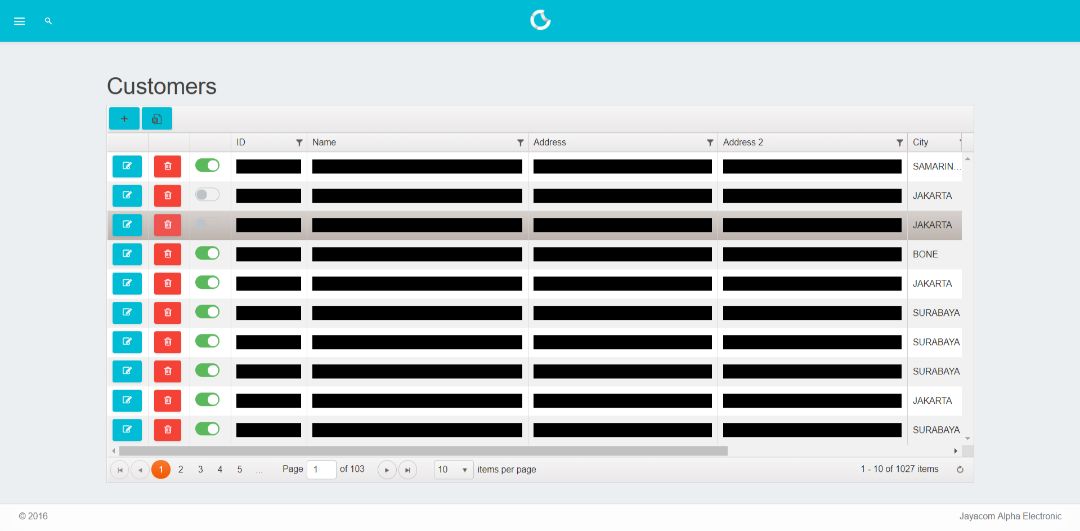 Customers
ID Name Address Address 2 City
SAMARIN...
JAKARTA
JAKARTA
BONE
JAKARTA
SURABAYA
SURABAYA
SURABAYA
JAKARTA
SURABAYA
1 2 3 4 5 ... Page 1 of 103 10 items per page 1 - 10 of 1027 items
© 2016 Jayacom Alpha Electronic